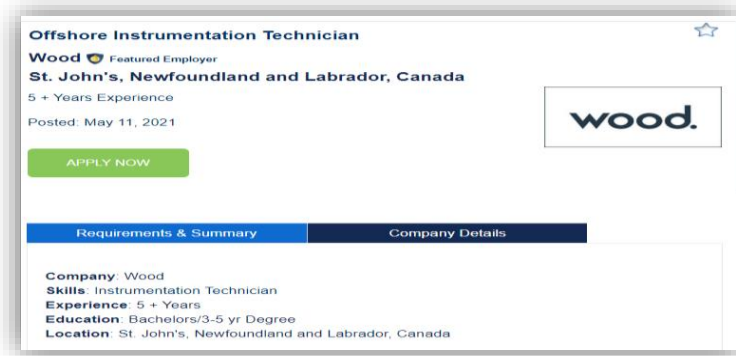 Offshore Instrumentation Technician
Wood Featured Employer
St. John's, Newfoundland and Labrador, Canada
5 + Years Experience
Posted: May 11, 2021
wood.
APPLY NOW
Requirements & Summary Company Details
Company: Wood
Skills: Instrumentation Technician
Experience: 5 + Years
Education: Bachelors/3-5 yr Degree
Location: St. John's, Newfoundland and Labrador, Canada